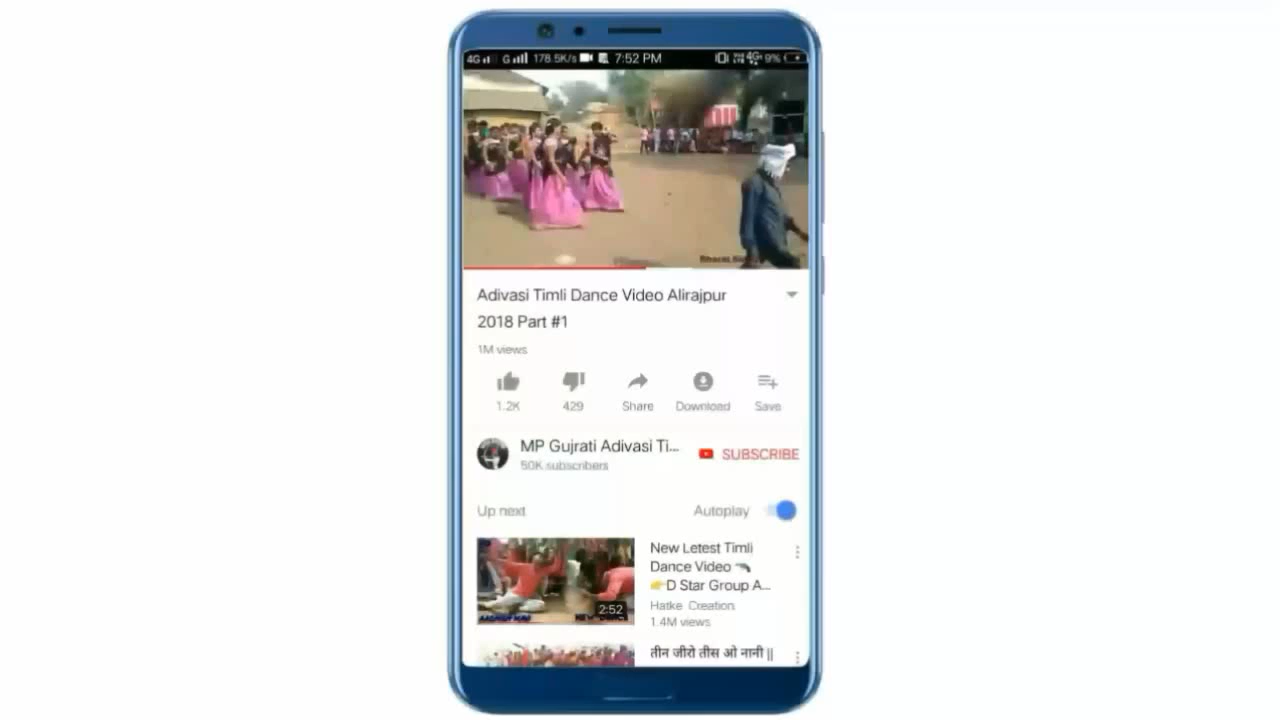 4G G 178.5K/s 7:52 PM 4G+ 9%
Adivasi Timli Dance Video Alirajpur
2018 Part #1
1M views
1.2K 429 Share Download Save
MP Gujrati Adivasi Ti... SUBSCRIBE
50K subscribers
Up next Autoplay
New Letest Timli
Dance Video 🔫
👉D Star Group A...
Hatke Creation
1.4M views
2:52
तीन जीरो तीस ओ नानी ||